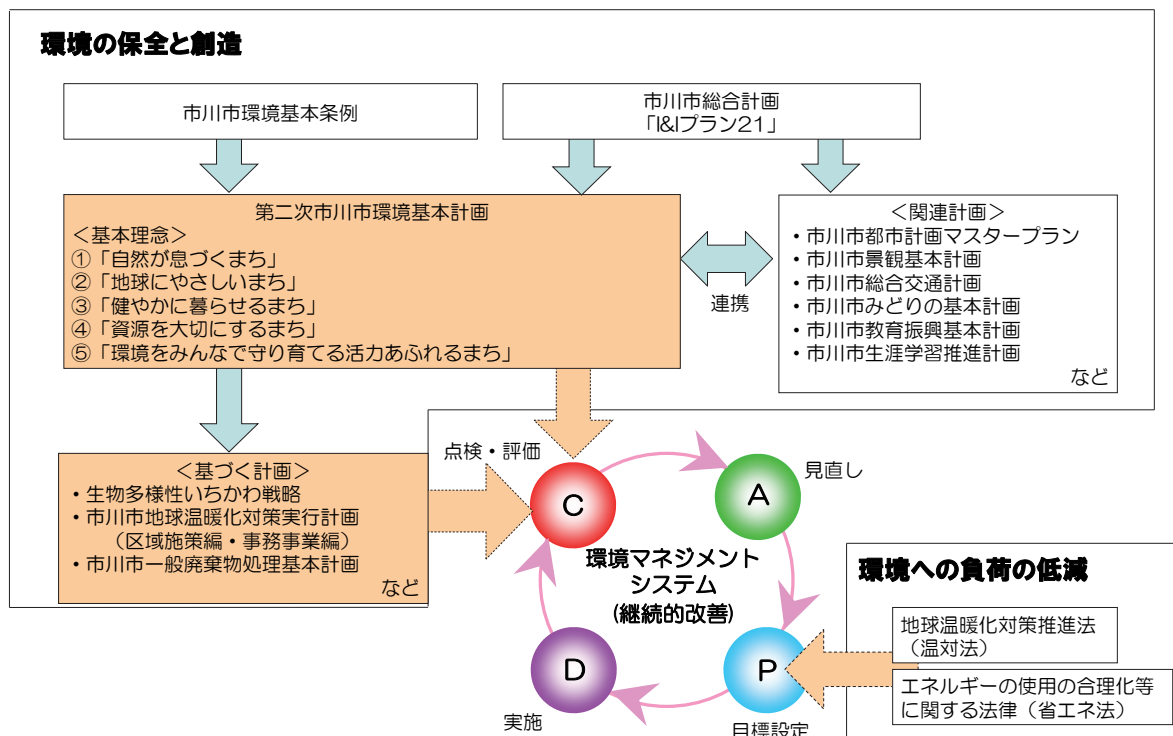 環境の保全と創造
市川市環境基本条例
市川市総合計画
「I&Iプラン21」
第二次市川市環境基本計画
＜基本理念＞
①「自然が息づくまち」
②「地球にやさしいまち」
③「健やかに暮らせるまち」
④「資源を大切にするまち」
⑤「環境をみんなで守り育てる活力あふれるまち」
連携
＜関連計画＞
・市川市都市計画マスタープラン
・市川市景観基本計画
・市川市総合交通計画
・市川市みどりの基本計画
・市川市教育振興基本計画
・市川市生涯学習推進計画
など
＜基づく計画＞
・生物多様性いちかわ戦略
・市川市地球温暖化対策実行計画
（区域施策編・事務事業編）
・市川市一般廃棄物処理基本計画
など
点検・評価
C
A
見直し
環境マネジメント
システム
(継続的改善)
D
実施
P
目標設定
環境への負荷の低減
地球温暖化対策推進法
（温対法）
エネルギーの使用の合理化等
に関する法律（省エネ法）